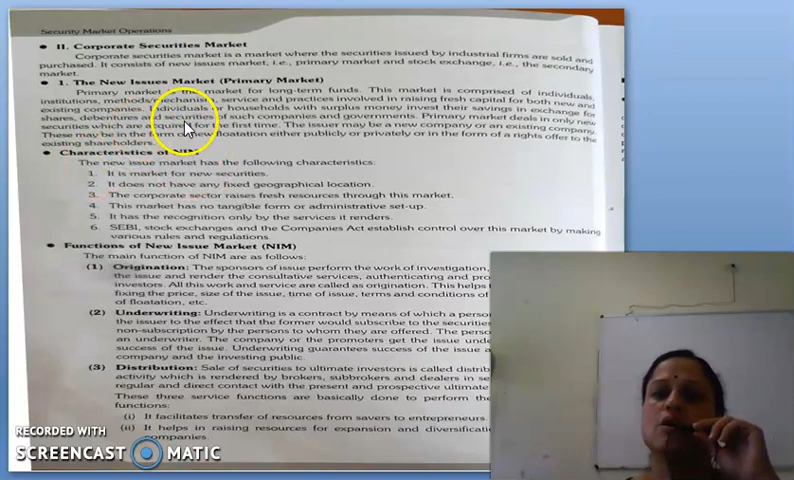 Security Market Operations
• II. Corporate Securities Market
Corporate securities market is a market where the securities issued by industrial firms are sold and
purchased. It consists of new issues market, i.e., primary market and stock exchange, i.e., the secondary
market.
• 1. The New Issues Market (Primary Market)
Primary market is the market for long-term funds. This market is comprised of individuals,
institutions, methods/mechanism, service and practices involved in raising fresh capital for both new and
existing companies. Individuals or households with surplus money invest their savings in exchange for
shares, debentures and securities of such companies and governments. Primary market deals in only new
securities which are acquired for the first time. The issuer may be a new company or an existing company.
These may be in the form of new floatation either publicly or privately or in the form of a rights offer to the
existing shareholders.
• Characteristics of NIM
The new issue market has the following characteristics:
1. It is market for new securities.
2. It does not have any fixed geographical location.
3. The corporate sector raises fresh resources through this market.
4. This market has no tangible form or administrative set-up.
5. It has the recognition only by the services it renders.
6. SEBI, stock exchanges and the Companies Act establish control over this market by making
various rules and regulations.
• Functions of New Issue Market (NIM)
The main function of NIM are as follows:
(1) Origination: The sponsors of issue perform the work of investigation,
the issue and render the consultative services, authenticating and
investors. All this work and service are called as origination. This helps
fixing the price, size of the issue, time of issue, terms and conditions of
of floatation, etc.
(2) Underwriting: Underwriting is a contract by means of which a
the issuer to the effect that the former would subscribe to the
non-subscription by the persons to whom they are offered. The
an underwriter. The company or the promoters get the issue
success of the issue. Underwriting guarantees success of the issue
company and the investing public.
(3) Distribution: Sale of securities to ultimate investors is called
activity which is rendered by brokers, subbrokers and dealers in
regular and direct contact with the present and prospective ultimate
These three service functions are basically done to perform the
functions:
(i) It facilitates transfer of resources from savers to entrepreneurs.
(ii) It helps in raising resources for expansion and
companies.
RECORDED WITH
SCREENCAST MATIC